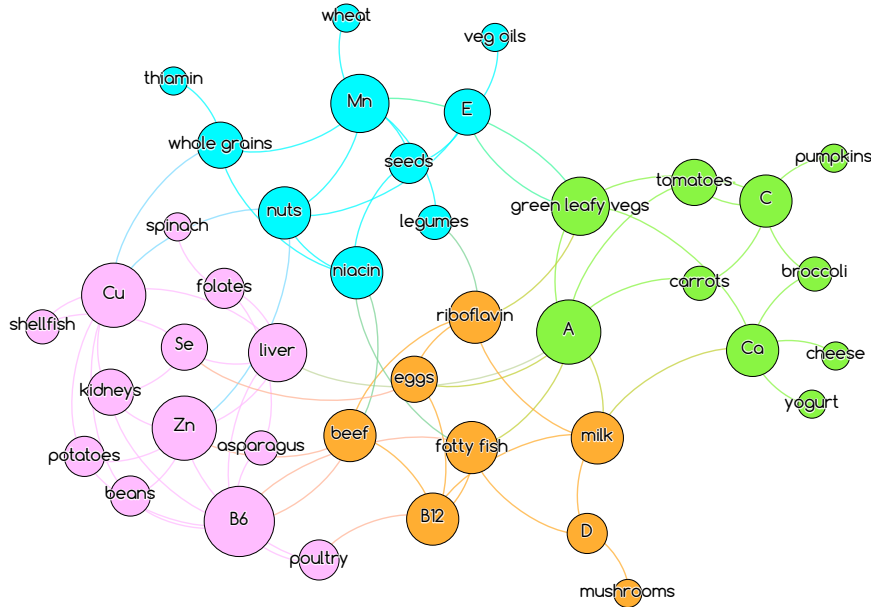 wheat
veg oils
thiamin
Mn
E
whole grains
seeds
pumpkins
tomatoes
C
nuts
green leafy vegs
legumes
spinach
niacin
broccoli
folates
carrots
Cu
shellfish
riboflavin
A
Se
liver
Ca
cheese
eggs
kidneys
yogurt
Zn
beef
asparagus
fatty fish
milk
potatoes
beans
B6
B12
D
poultry
mushrooms